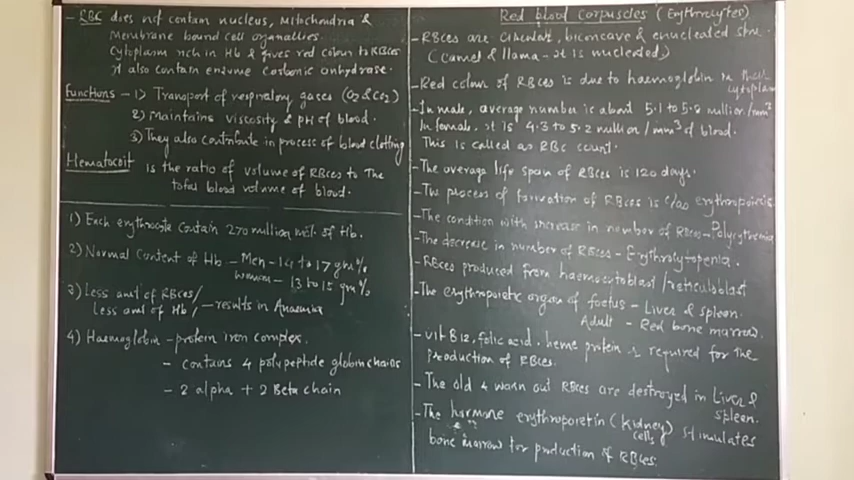 - RBC does not contain nucleus, Mitochondria &
Membrane bound cell organallies.
Cytoplasm rich in Hb & gives red colour to RBCes
It also contain enzyme Carbonic anhydrase.
Functions - 1) Transport of respiratory gases (O2 & CO2)
2) maintains viscosity & pH of blood.
3) They also contribute in process of blood clotting
Hematocrit is the ratio of volume of RBCes to The
total blood volume of blood.
1) Each erythrocyte contain 270 million mol. of Hb.
2) Normal Content of Hb - Men - 14 to 17 gm%
Women - 13 to 15 gm%
3) Less amt of RBCes/
Less amt of Hb/ - results in Anaemia
4) Haemoglobin - protein iron complex.
- contains 4 polypeptide globin chains
- 2 alpha + 2 Beta chain
Red blood Corpuscles (Erythrocytes)
- RBCes are circular, biconcave & enucleated stru.
(camel & llama - it is nucleated)
- Red colour of RBCes is due to haemoglobin in their
cytoplasm
- In male, average number is about 5.1 to 5.8 million/mm3
In female it is 4.3 to 5.2 million/mm3 of blood.
This is called as RBC count.
- The average life span of RBCes is 120 days.
- The process of formation of RBCes is c/as erythropoiesis
- The condition with increase in number of RBCes - Polycythemia
- The decrease in number of RBCes - Erythrocytopenia.
- RBCes produced from haemocytoblast/reticuloblast
- The erythropoietic organ of foetus - Liver & spleen.
Adult - Red bone marrow.
- Vit B12, folic acid, heme protein is required for the
production of RBCes.
- The old & worn out RBCes are destroyed in Liver &
spleen.
- The hormone erythropoietin (kidney cells) stimulates
bone marrow for production of RBCes.